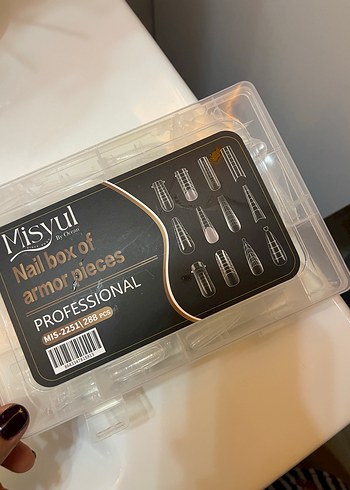 Misyul
By Ocean
Nail box of
armor pieces
PROFESSIONAL
MIS-2251\288 PCS